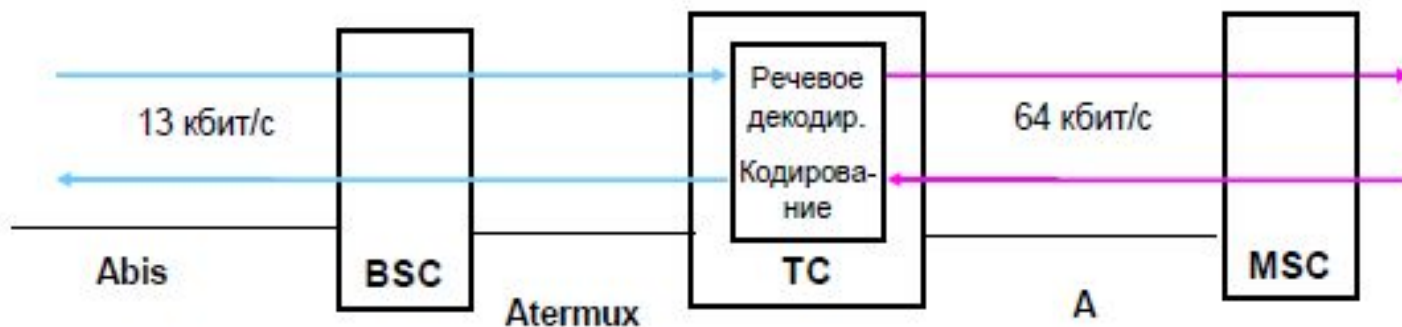 13 кбит/с
Речевое
декодир.
Кодирова-
ние
64 кбит/с
Abis
BSC
Atermux
TC
A
MSC